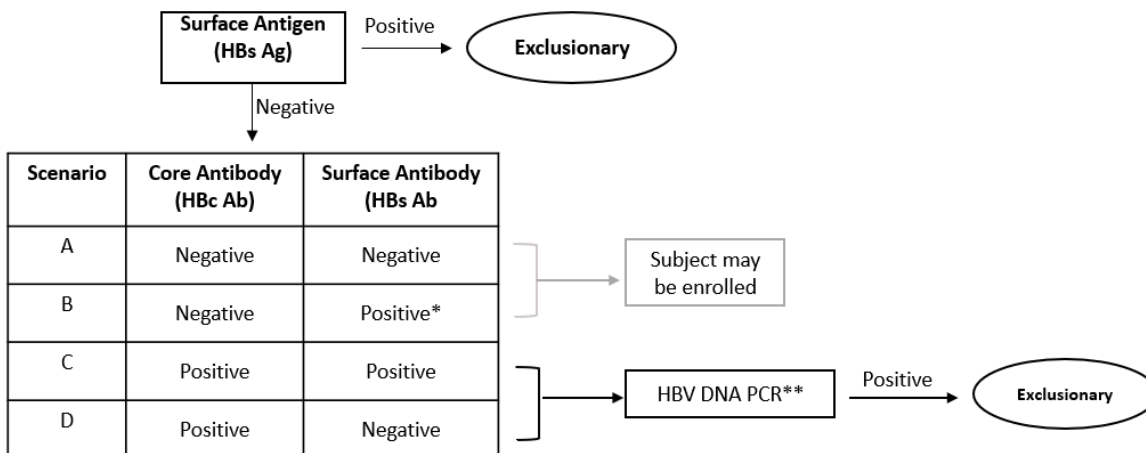 Surface Antigen
(HBs Ag)
Positive
Exclusionary
Negative
Scenario
Core Antibody
(HBc Ab)
Surface Antibody
(HBs Ab
A
Negative
Negative
B
Negative
Positive*
Subject may
be enrolled
C
Positive
Positive
D
Positive
Negative
HBV DNA PCR**
Positive
Exclusionary